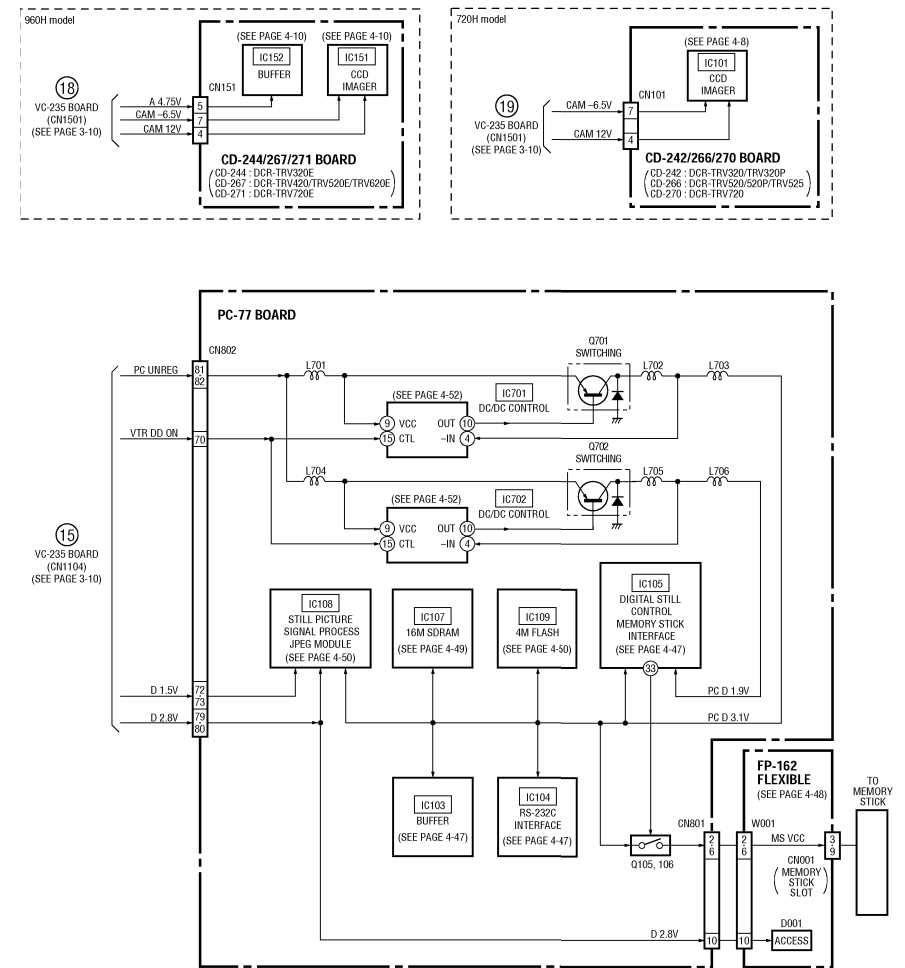 960H model
(SEE PAGE 4-10)
(SEE PAGE 4-10)
IC152
BUFFER
IC151
CCD
IMAGER
CN151
18
VC-235 BOARD
(CN1501)
(SEE PAGE 3-10)
A 4.75V
5
CAM –6.5V
7
CAM 12V
4
CD-244/267/271 BOARD
CD-244 : DCR-TRV320E
CD-267 : DCR-TRV420E/TRV520E/TRV620E
CD-271 : DCR-TRV720E
720H model
(SEE PAGE 4-8)
IC101
CCD
IMAGER
CN101
19
VC-235 BOARD
(CN1501)
(SEE PAGE 3-10)
CAM –6.5V
7
CAM 12V
4
CD-242/266/270 BOARD
CD-242 : DCR-TRV320/TRV320P
CD-266 : DCR-TRV520/520P/TRV525
CD-270 : DCR-TRV720
PC-77 BOARD
CN802
15
VC-235 BOARD
(CN1104)
(SEE PAGE 3-10)
PC UNREG
81
82
VTR DD ON
70
L701
Q701
SWITCHING
L702
L703
(SEE PAGE 4-52)
IC701
DC/DC CONTROL
9 VCC
OUT 10
15 CTL
–IN 4
L704
Q702
SWITCHING
L705
L706
(SEE PAGE 4-52)
IC702
DC/DC CONTROL
9 VCC
OUT 10
15 CTL
–IN 4
IC108
STILL PICTURE
SIGNAL PROCESS
JPEG MODULE
(SEE PAGE 4-50)
IC107
16M SDRAM
(SEE PAGE 4-49)
IC109
4M FLASH
(SEE PAGE 4-50)
IC105
DIGITAL STILL
CONTROL
MEMORY STICK
INTERFACE
(SEE PAGE 4-47)
33
D 1.5V
72
73
D 2.8V
79
80
PC D 1.9V
PC D 3.1V
IC103
BUFFER
(SEE PAGE 4-47)
IC104
RS-232C
INTERFACE
(SEE PAGE 4-47)
Q105, 106
FP-162
FLEXIBLE
(SEE PAGE 4-48)
CN801
W001
2
6
2
6
MS VCC
3
9
CN001
MEMORY
STICK
SLOT
TO
MEMORY
STICK
D 2.8V
10
10
D001
ACCESS